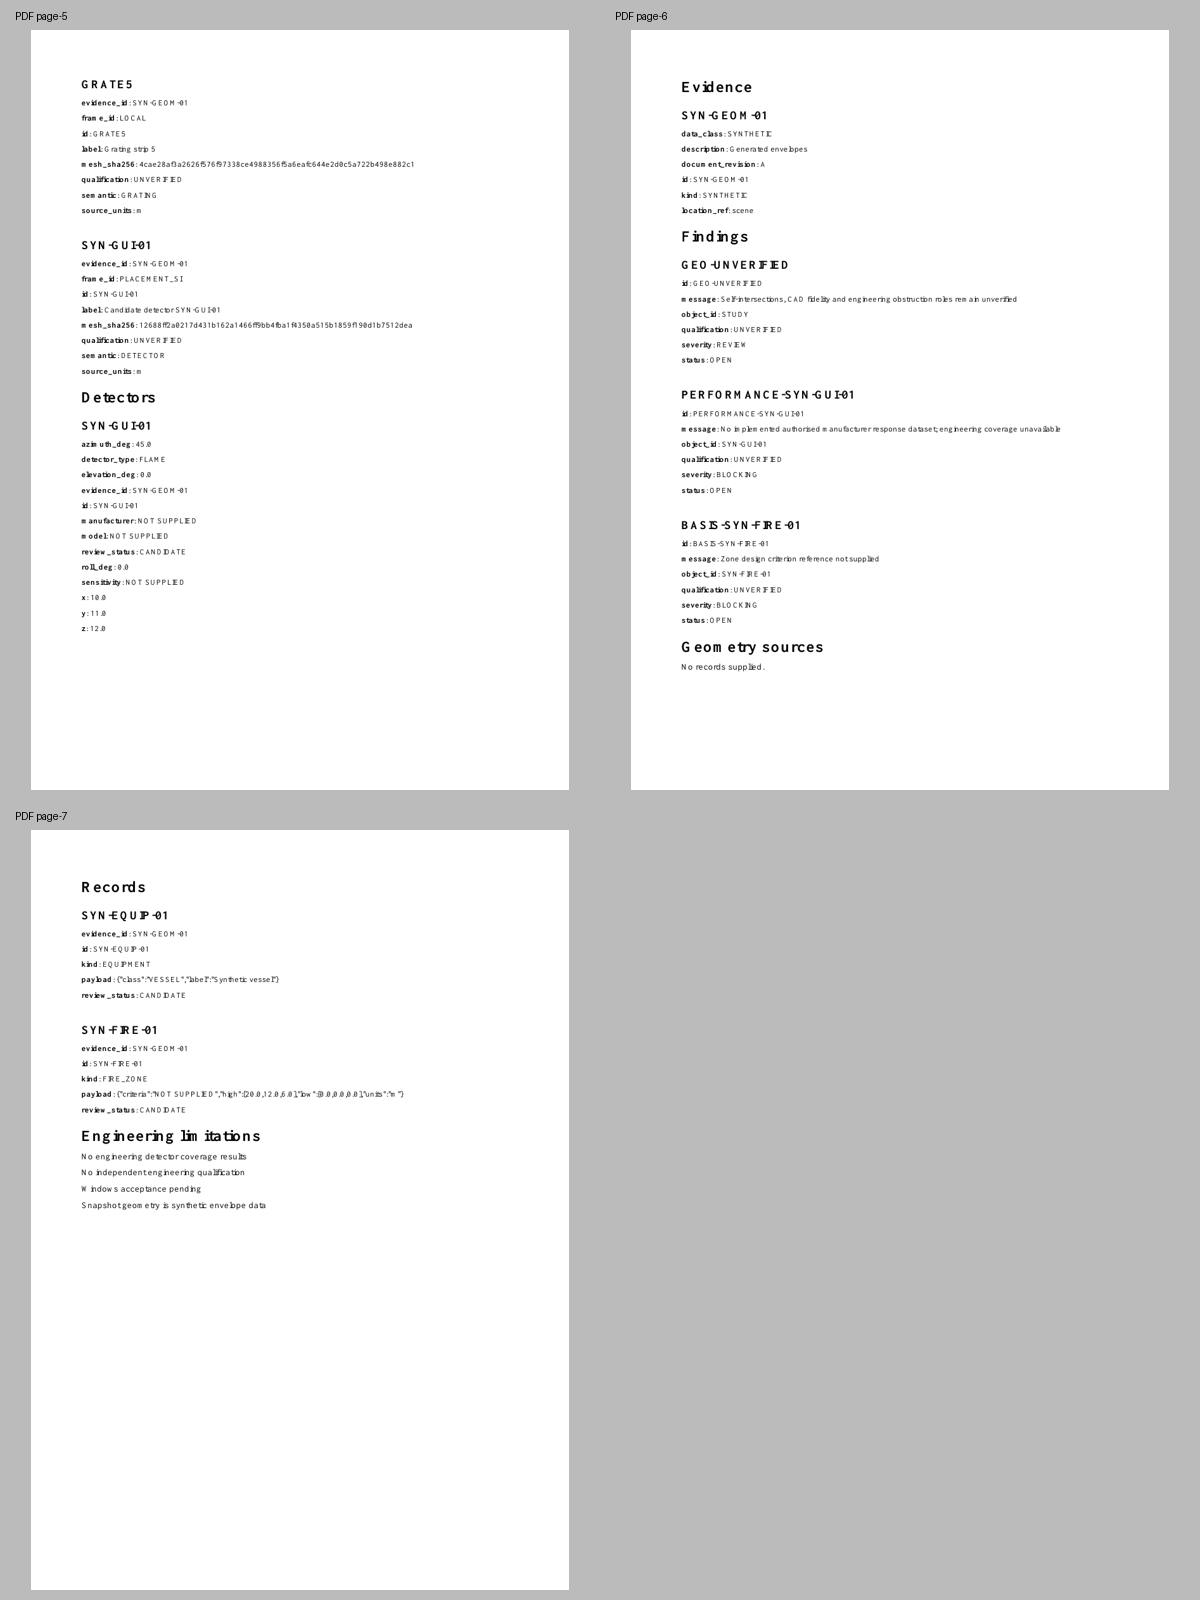 PDF page-5
GRATE5
evidence_id: SYN-GEOM-01
frame_id: LOCAL
id: GRATE5
label: Grating strip 5
mesh_sha256: 4cae28af3a2626f576f97338ce4988356f5a6eafc644e2d0c5a722b498e882c1
qualification: UNVERIFIED
semantic: GRATING
source_units: m
SYN-GUI-01
evidence_id: SYN-GEOM-01
frame_id: PLACEMENT_SI
id: SYN-GUI-01
label: Candidate detector SYN-GUI-01
mesh_sha256: 12688ff2a0217d431b162a1466ff9bb4fba1f4350a515b1859f190d1b7512dea
qualification: UNVERIFIED
semantic: DETECTOR
source_units: m
Detectors
SYN-GUI-01
azimuth_deg: 45.0
detector_type: FLAME
elevation_deg: 0.0
evidence_id: SYN-GEOM-01
id: SYN-GUI-01
manufacturer: NOT SUPPLIED
model: NOT SUPPLIED
review_status: CANDIDATE
roll_deg: 0.0
sensitivity: NOT SUPPLIED
x: 10.0
y: 11.0
z: 12.0
PDF page-6
Evidence
SYN-GEOM-01
data_class: SYNTHETIC
description: Generated envelopes
document_revision: A
id: SYN-GEOM-01
kind: SYNTHETIC
location_ref: scene
Findings
GEO-UNVERIFIED
id: GEO-UNVERIFIED
message: Self-intersections, CAD fidelity and engineering obstruction roles remain unverified
object_id: STUDY
qualification: UNVERIFIED
severity: REVIEW
status: OPEN
PERFORMANCE-SYN-GUI-01
id: PERFORMANCE-SYN-GUI-01
message: No implemented authorised manufacturer response dataset; engineering coverage unavailable
object_id: SYN-GUI-01
qualification: UNVERIFIED
severity: BLOCKING
status: OPEN
BASIS-SYN-FIRE-01
id: BASIS-SYN-FIRE-01
message: Zone design criterion reference not supplied
object_id: SYN-FIRE-01
qualification: UNVERIFIED
severity: BLOCKING
status: OPEN
Geometry sources
No records supplied.
PDF page-7
Records
SYN-EQUIP-01
evidence_id: SYN-GEOM-01
id: SYN-EQUIP-01
kind: EQUIPMENT
payload: {"class":"VESSEL","label":"Synthetic vessel"}
review_status: CANDIDATE
SYN-FIRE-01
evidence_id: SYN-GEOM-01
id: SYN-FIRE-01
kind: FIRE_ZONE
payload: {"criteria":"NOT SUPPLIED","high":[20.0,12.0,6.0],"low":[0.0,0.0,0.0],"units":"m"}
review_status: CANDIDATE
Engineering limitations
No engineering detector coverage results
No independent engineering qualification
Windows acceptance pending
Snapshot geometry is synthetic envelope data